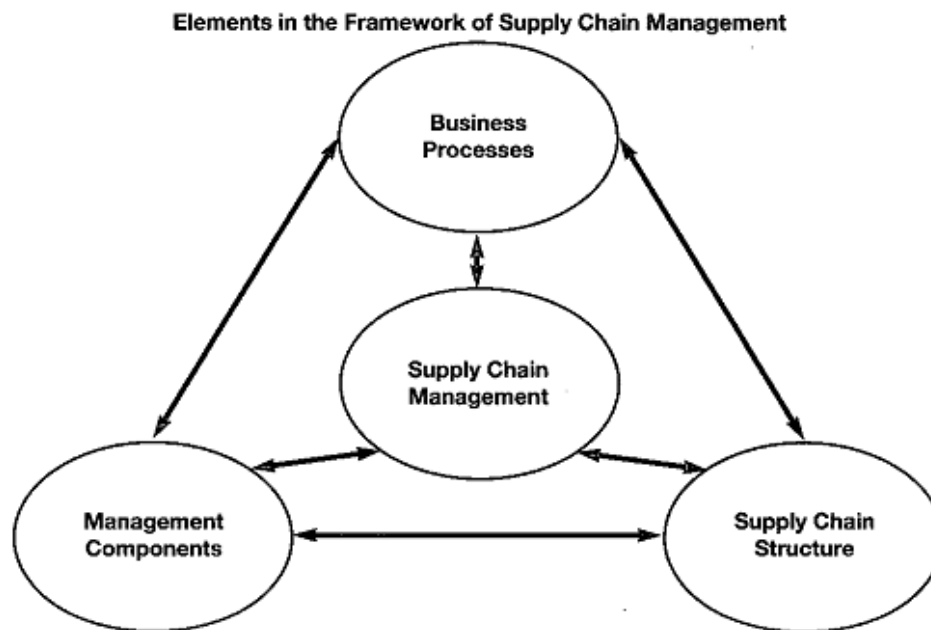 Elements in the Framework of Supply Chain Management
Business
Processes
Supply Chain
Management
Management
Components
Supply Chain
Structure